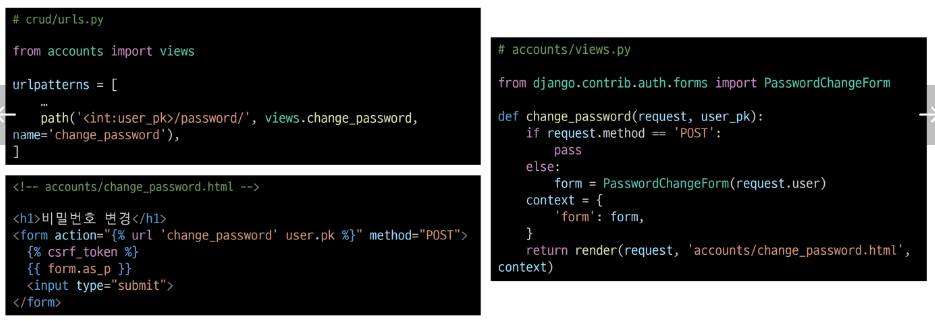 # crud/urls.py
from accounts import views
urlpatterns = [
…
path('<int:user_pk>/password/', views.change_password,
name='change_password'),
]
<!-- accounts/change_password.html -->
<h1>비밀번호 변경</h1>
<form action="{% url 'change_password' user.pk %}" method="POST">
{% csrf_token %}
{{ form.as_p }}
<input type="submit">
</form>
# accounts/views.py
from django.contrib.auth.forms import PasswordChangeForm
def change_password(request, user_pk):
if request.method == 'POST':
pass
else:
form = PasswordChangeForm(request.user)
context = {
'form': form,
}
return render(request, 'accounts/change_password.html',
context)